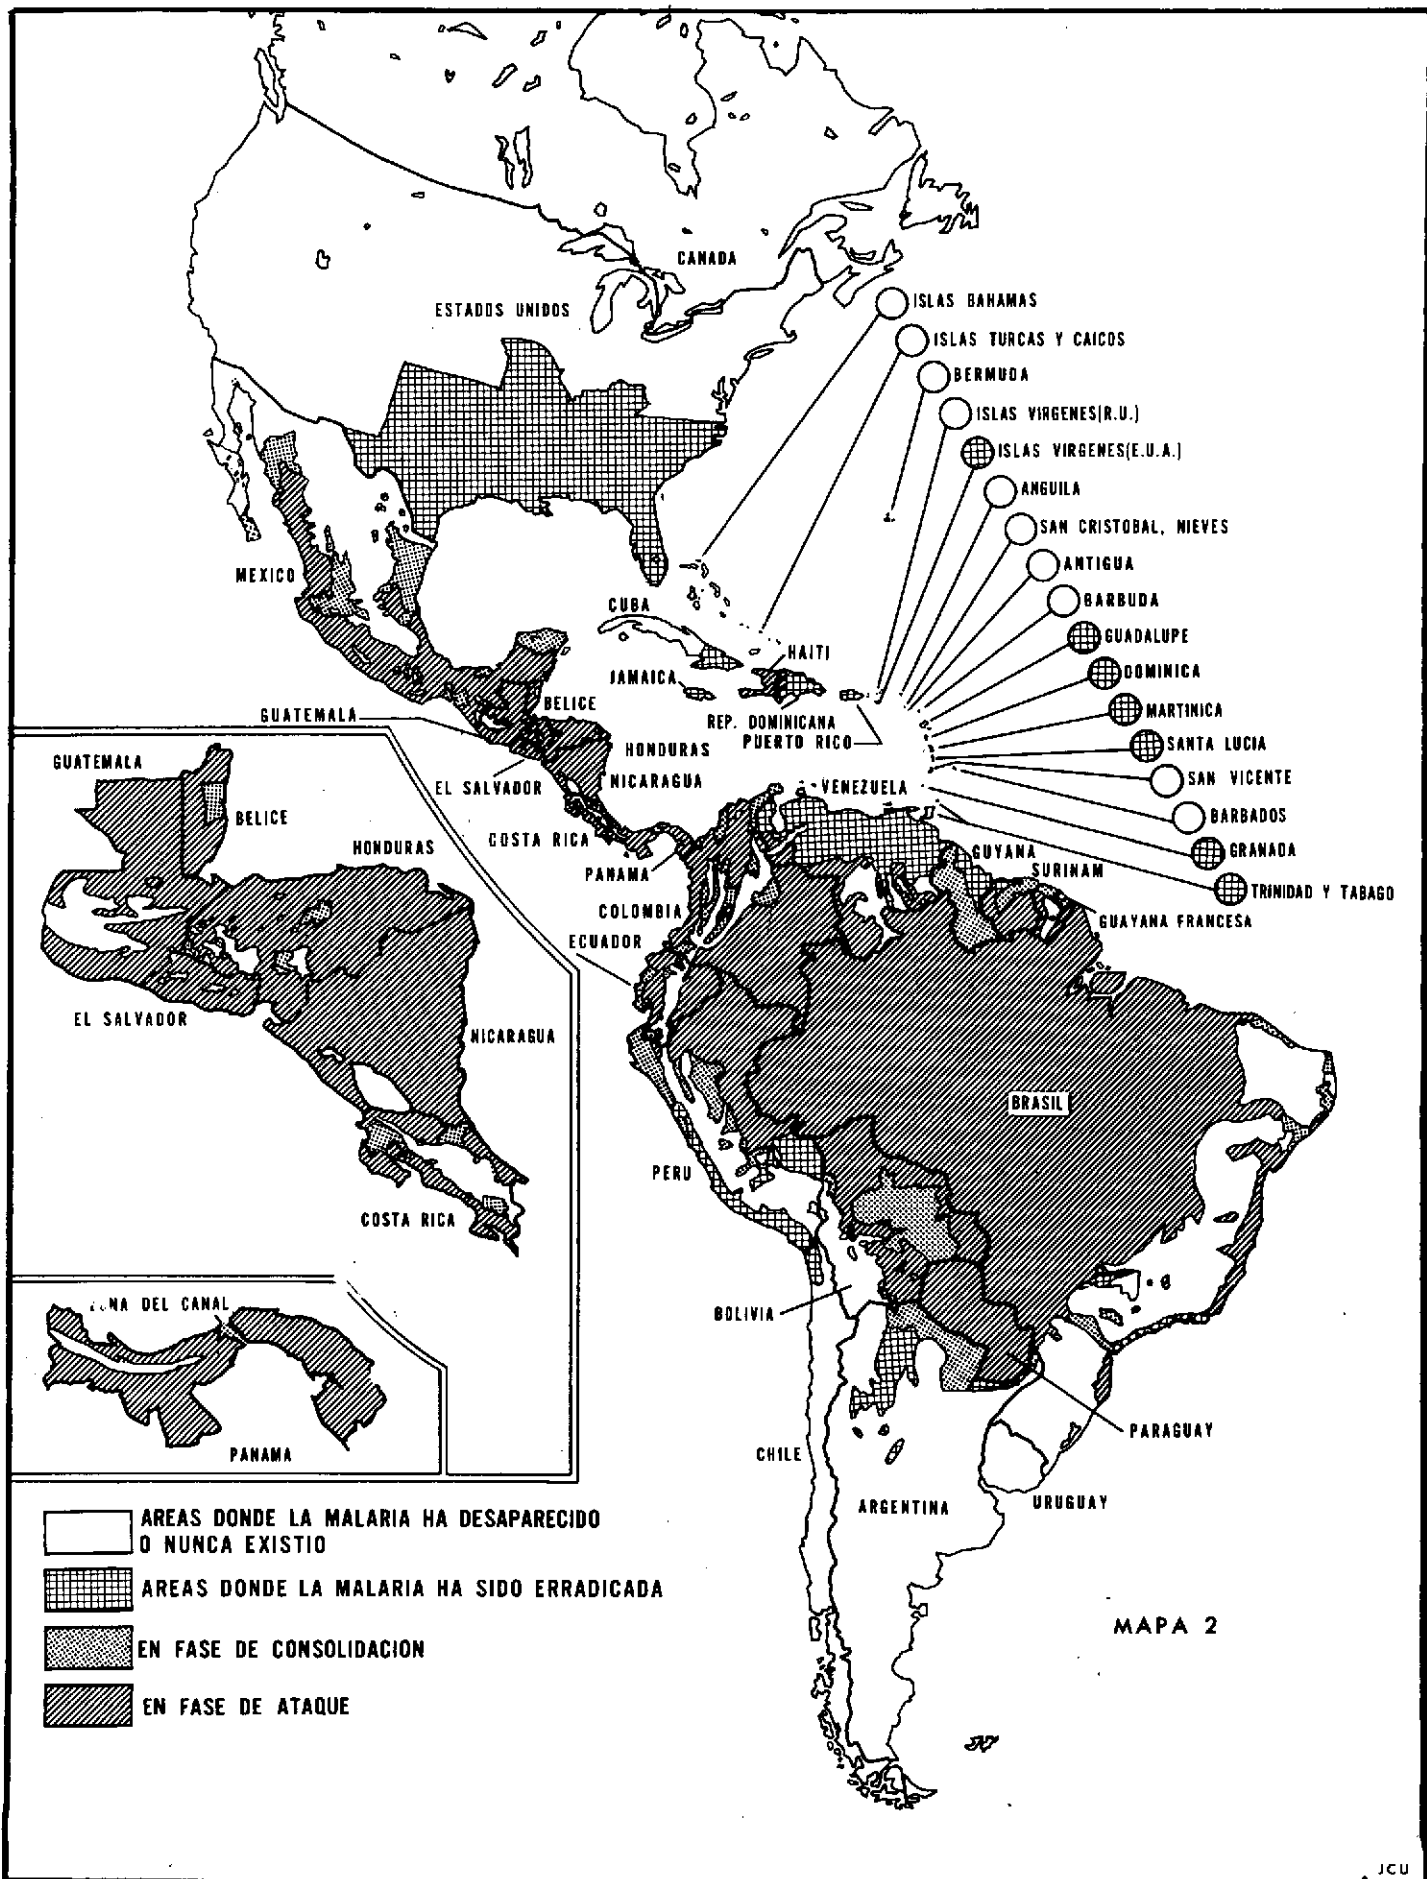 CANADA
ESTADOS UNIDOS
ISLAS BAHAMAS
ISLAS TURCAS Y CAICOS
BERMUDA
ISLAS VIRGENES(R.U.)
ISLAS VIRGENES(E.U.A.)
ANGUILA
SAN CRISTOBAL, NIEVES
ANTIGUA
BARBUDA
GUADALUPE
DOMINICA
MARTINICA
SANTA LUCIA
SAN VICENTE
BARBADOS
GRANADA
TRINIDAD Y TABAGO
MEXICO
CUBA
HAITI
JAMAICA
REP. DOMINICANA
PUERTO RICO
BELICE
GUATEMALA
HONDURAS
NICARAGUA
EL SALVADOR
COSTA RICA
PANAMA
VENEZUELA
GUYANA
SURINAM
GUAYANA FRANCESA
COLOMBIA
ECUADOR
BRASIL
PERU
BOLIVIA
PARAGUAY
CHILE
ARGENTINA
URUGUAY
GUATEMALA
BELICE
HONDURAS
EL SALVADOR
NICARAGUA
COSTA RICA
DEL CANAL
PANAMA
AREAS DONDE LA MALARIA HA DESAPARECIDO
O NUNCA EXISTIO
AREAS DONDE LA MALARIA HA SIDO ERRADICADA
EN FASE DE CONSOLIDACION
EN FASE DE ATAQUE
MAPA 2
JCU